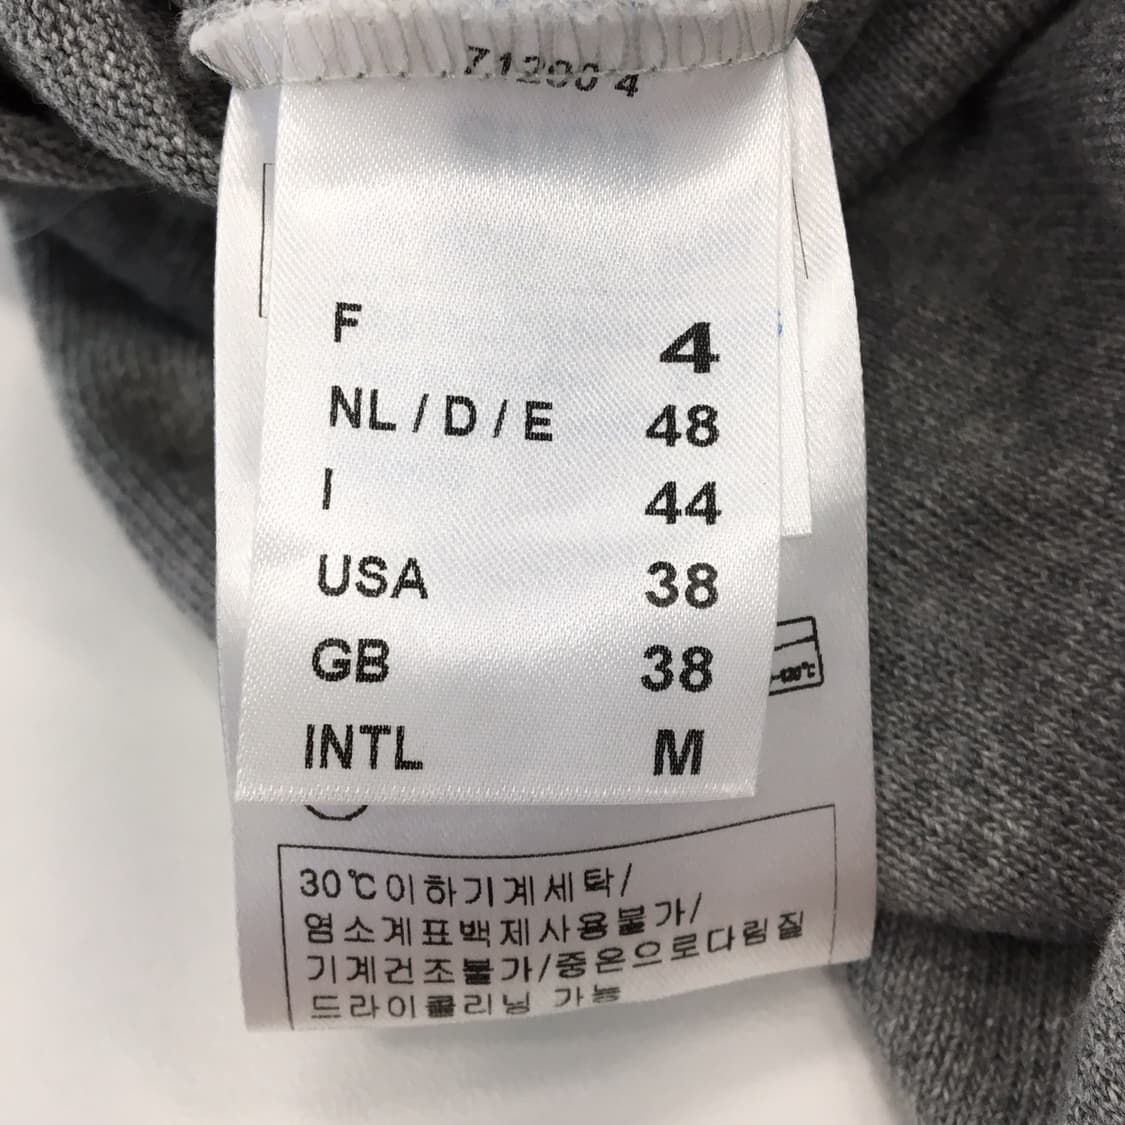 71290 4
F 4
NL / D / E 48
I 44
USA 38
GB 38
INTL M
30℃이하기계세탁/
염소계표백제사용불가/
기계건조불가/중온으로다림질
드라이클리닝 가능